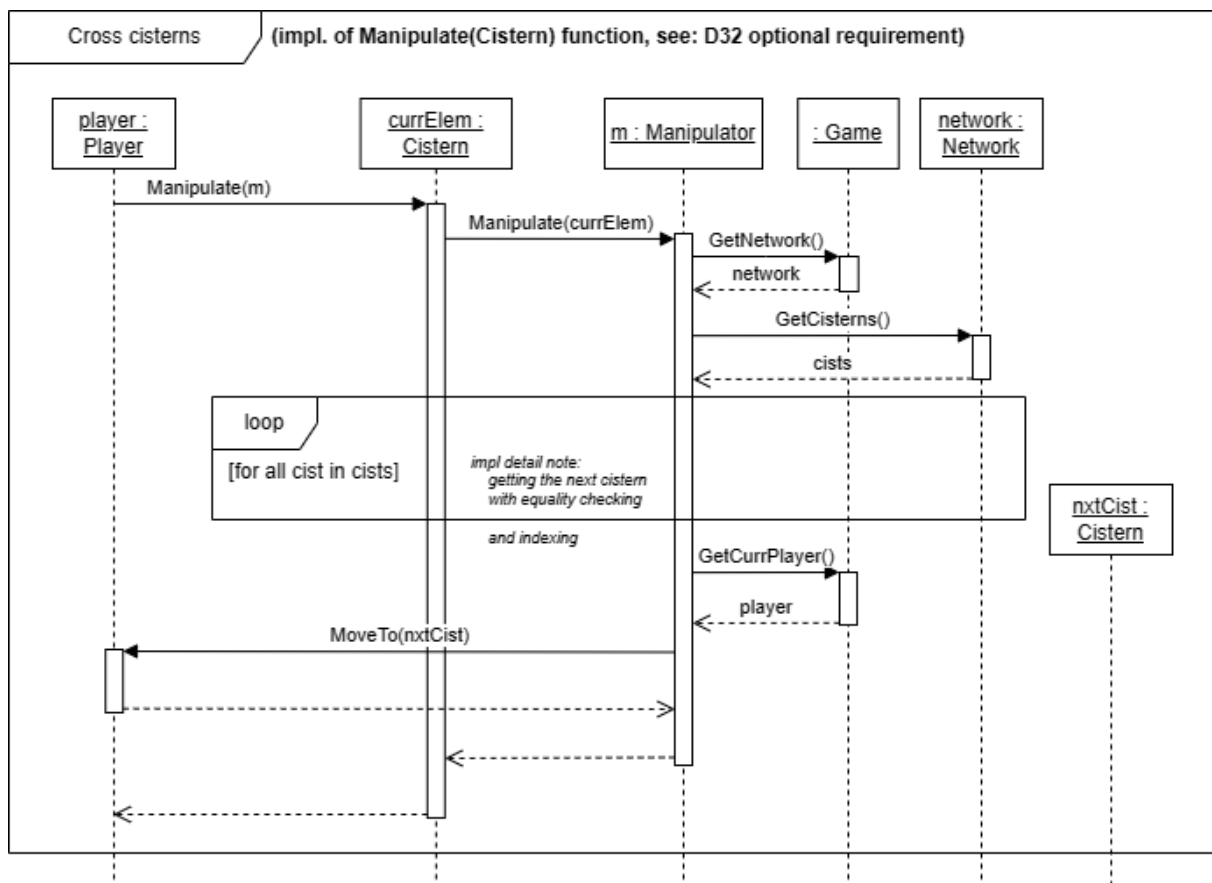 Cross cisterns
(impl. of Manipulate(Cistern) function, see: D32 optional requirement)
player :
Player
currElem :
Cistern
m : Manipulator
: Game
network :
Network
Manipulate(m)
Manipulate(currElem)
GetNetwork()
network
GetCisterns()
cists
loop
[for all cist in cists]
impl detail note:
getting the next cistern
with equality checking
and indexing
nxtCist :
Cistern
GetCurrPlayer()
player
MoveTo(nxtCist)